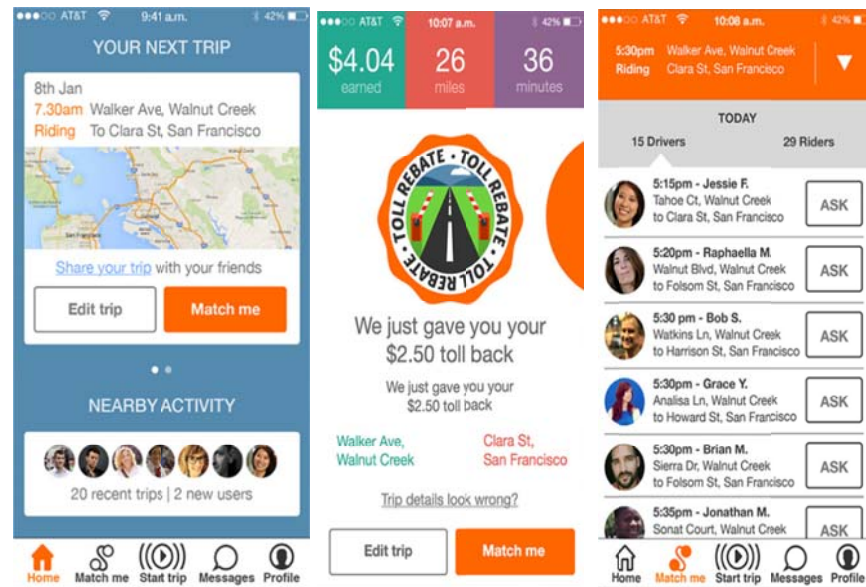 AT&T 9:41 a.m. 42%
YOUR NEXT TRIP
8th Jan
7.30am Walker Ave, Walnut Creek
Riding To Clara St, San Francisco
San Francisco
Share your trip with your friends
Edit trip Match me
NEARBY ACTIVITY
20 recent trips | 2 new users
Home Match me Start trip Messages Profile
AT&T 10:07 a.m. 42%
$4.04 26 36
earned miles minutes
TOLL REBATE · TOLL REBATE ·
We just gave you your
$2.50 toll back
We just gave you your
$2.50 toll back
Walker Ave, Clara St,
Walnut Creek San Francisco
Trip details look wrong?
Edit trip Match me
AT&T 10:08 a.m. 42%
5:30pm Walker Ave, Walnut Creek
Riding Clara St, San Francisco
TODAY
15 Drivers 29 Riders
5:15pm - Jessie F.
Tahoe Ct, Walnut Creek
to Clara St, San Francisco
ASK
5:20pm - Raphaella M.
Walnut Blvd, Walnut Creek
to Folsom St, San Francisco
ASK
5:30 pm - Bob S.
Watkins Ln, Walnut Creek
to Harrison St, San Francisco
ASK
5:30pm - Grace Y.
Analisa Ln, Walnut Creek
to Howard St, San Francisco
ASK
5:30pm - Brian M.
Sierra Dr, Walnut Creek
to Folsom St, San Francisco
ASK
5:35pm - Jonathan M.
Sonat Court, Walnut Creek
ASK
Home Match me Start trip Messages Profile